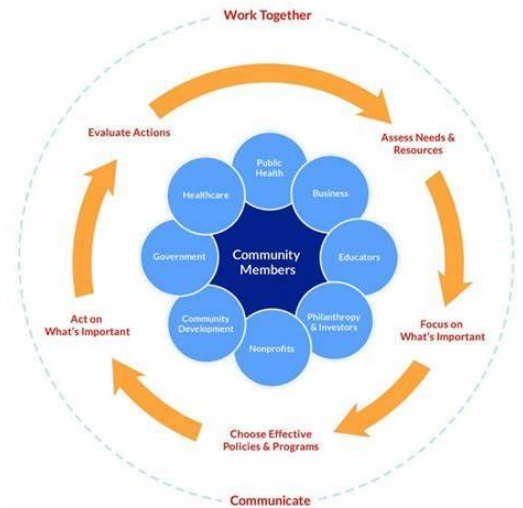 Work Together
Evaluate Actions
Assess Needs &
Resources
Public
Health
Healthcare
Business
Government
Community
Members
Educators
Community
Development
Philanthropy
& Investors
Nonprofits
Act on
What's Important
Focus on
What's Important
Choose Effective
Policies & Programs
Communicate